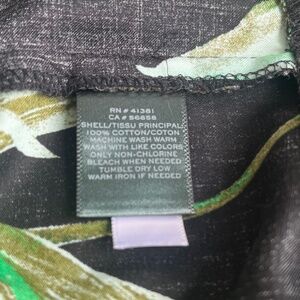 RN# 41381
CA# 56858
SHELL/TISSU PRINCIPAL:
100% COTTON/COTON
MACHINE WASH WARM
WASH WITH LIKE COLORS
ONLY NON-CHLORINE
BLEACH WHEN NEEDED
TUMBLE DRY LOW
WARM IRON IF NEEDED